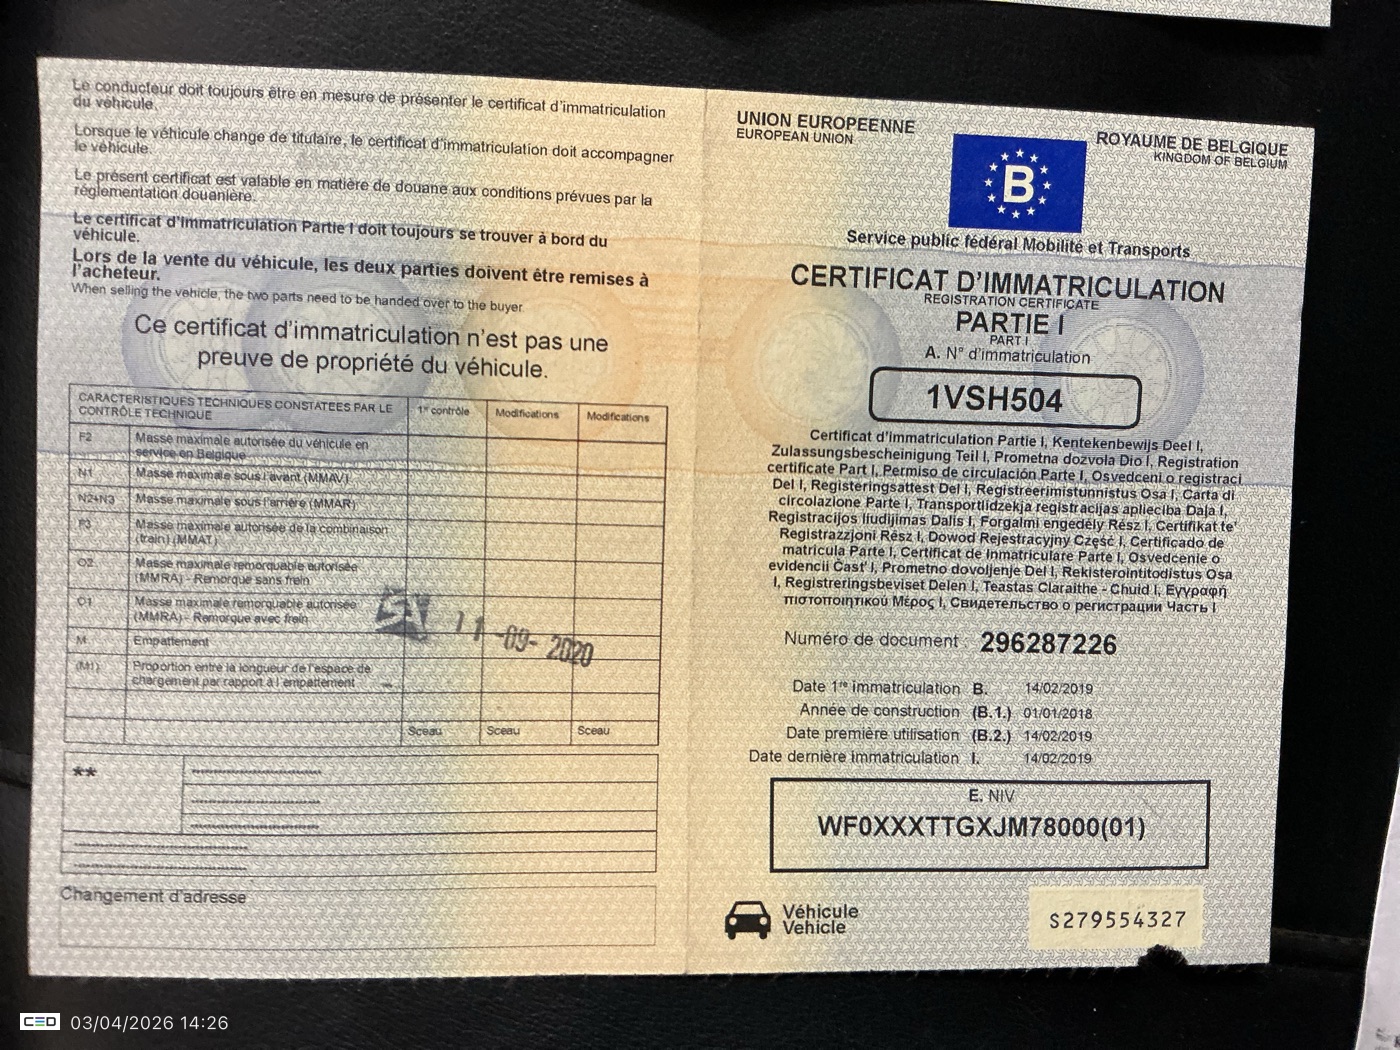 Le conducteur doit toujours être en mesure de présenter le certificat d'immatriculation
du véhicule.
Lorsque le véhicule change de titulaire, le certificat d'immatriculation doit accompagner
le véhicule.
Le présent certificat est valable en matière de douane aux conditions prévues par la
règlementation douanière.
Le certificat d'Immatriculation Partie I doit toujours se trouver à bord du
véhicule.
Lors de la vente du véhicule, les deux parties doivent être remises à
l'acheteur.
When selling the vehicle, the two parts need to be handed over to the buyer
Ce certificat d'immatriculation n'est pas une
preuve de propriété du véhicule.
CARACTERISTIQUES TECHNIQUES CONSTATEES PAR LE
CONTRÔLE TECHNIQUE
1er contrôle
Modifications
Modifications
F2 Masse maximale autorisée du véhicule en
service en Belgique
N1 Masse maximale sous l'avant (MMAV)
N2+N3 Masse maximale sous l'arrière (MMAR)
F3 Masse maximale autorisée de la combinaison
(train) (MMAT)
O2 Masse maximale remorquable autorisée
(MMRA) - Remorque sans frein
O1 Masse maximale remorquable autorisée
(MMRA) - Remorque avec frein
11 -09- 2020
M Empattement
(M1) Proportion entre la longueur de l'espace de
chargement par rapport à l'empattement
Sceau Sceau Sceau
**
Changement d'adresse
UNION EUROPEENNE
EUROPEAN UNION
B
ROYAUME DE BELGIQUE
KINGDOM OF BELGIUM
Service public fédéral Mobilité et Transports
CERTIFICAT D'IMMATRICULATION
REGISTRATION CERTIFICATE
PARTIE I
PART I
A. N° d'immatriculation
1VSH504
Certificat d'immatriculation Partie I, Kentekenbewijs Deel I,
Zulassungsbescheinigung Teil I, Prometna dozvola Dio I, Registration
certificate Part I, Permiso de circulación Parte I, Osvedceni o registraci
Del I, Registeringsattest Del I, Registreerimistunnistus Osa I, Carta di
circolazione Parte I, Transportlidzekja registracijas aplieciba Daja I,
Registracijos liudijimas Dalis I, Forgalmi engedély Rész I, Certifikat te'
Registrazzjoni Rész I, Dowod Rejestracyjny Część I, Certificado de
matricula Parte I, Certificat de Inmatriculare Parte I, Osvedcenie o
evidencii Časť I, Prometno dovoljenje Del I, Rekisterointitodistus Osa
I, Registreringsbeviset Delen I, Teastas Claraithe - Chuid I, Εγγραφή
πιστοποιητικού Μέρος I, Свидетельство о регистрации Часть I
Numéro de document 296287226
Date 1re immatriculation B. 14/02/2019
Année de construction (B.1.) 01/01/2018
Date première utilisation (B.2.) 14/02/2019
Date dernière immatriculation I. 14/02/2019
E. NIV
WF0XXXTTGXJM78000(01)
Véhicule
Vehicle
S279554327
CED 03/04/2026 14:26